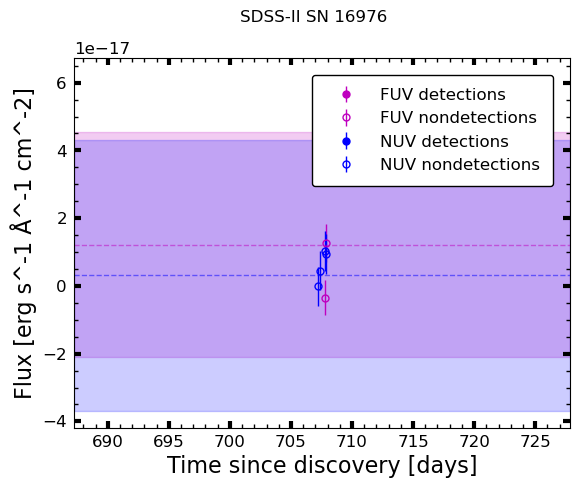 SDSS-II SN 16976
1e−17
FUV detections
FUV nondetections
NUV detections
NUV nondetections
6
4
2
0
−2
−4
Flux [erg s^-1 Å^-1 cm^-2]
690 695 700 705 710 715 720 725
Time since discovery [days]